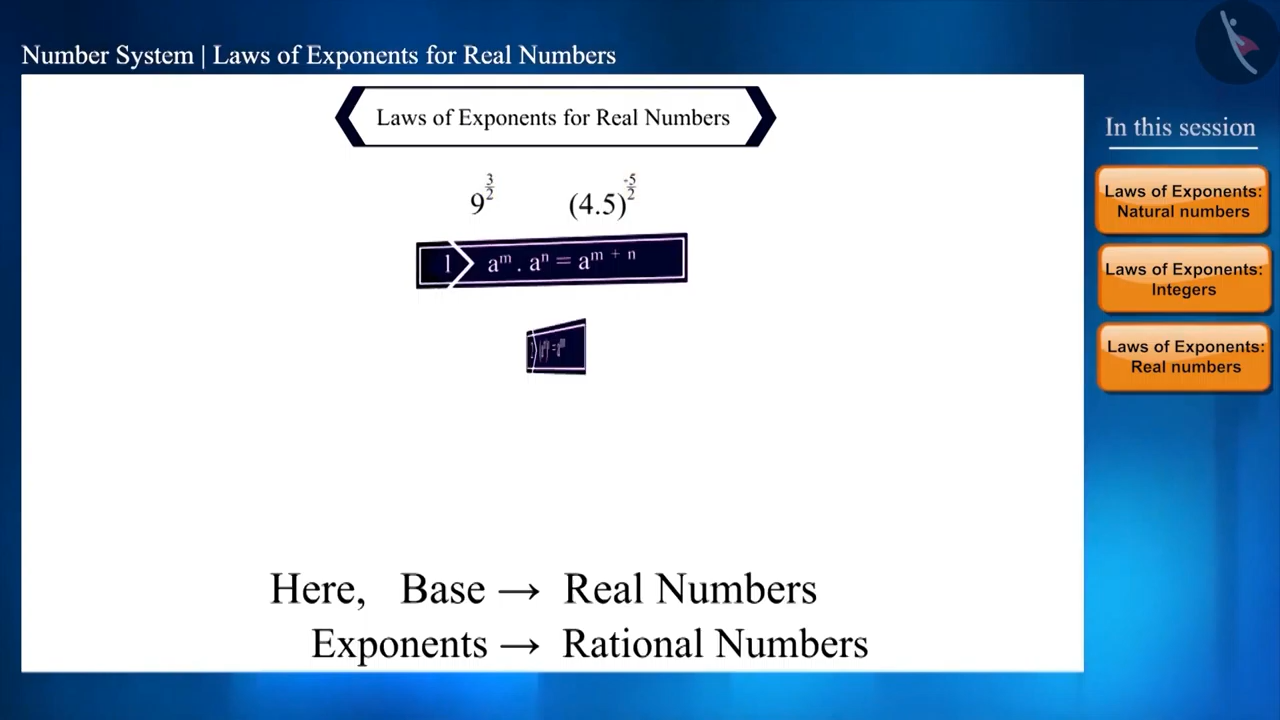 Number System | Laws of Exponents for Real Numbers
In this session
Laws of Exponents for Real Numbers
9^(3/2) (4.5)^(-5/2)
1 a^m . a^n = a^(m + n)
Here, Base → Real Numbers
Exponents → Rational Numbers
Laws of Exponents:
Natural numbers
Laws of Exponents:
Integers
Laws of Exponents:
Real numbers